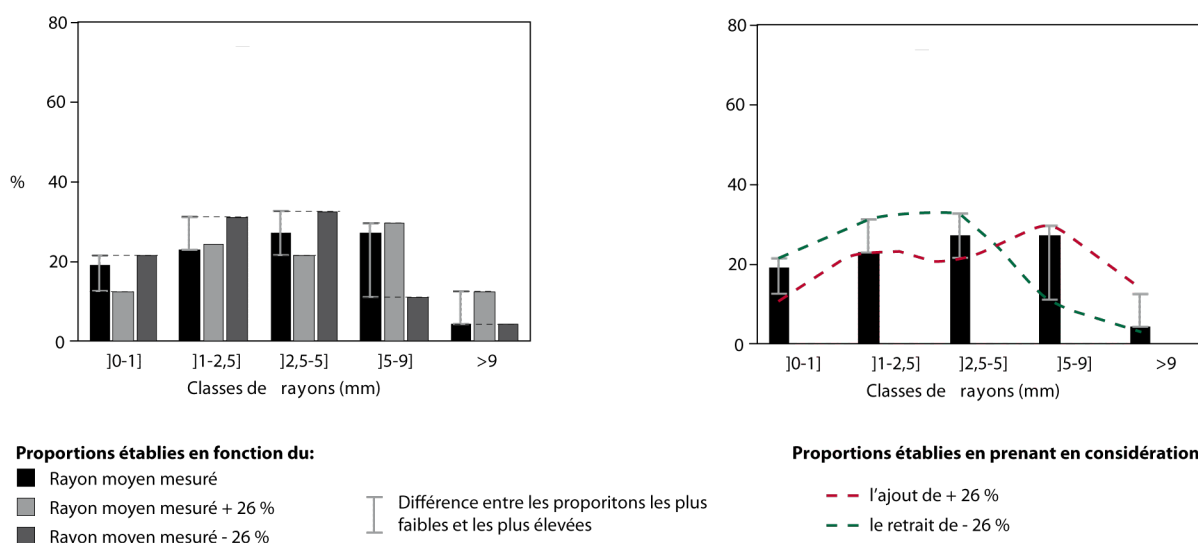 80
60
%
40
20
0
]0-1]
]1-2,5]
]2,5-5]
]5-9]
>9
Classes de rayons (mm)
80
60
40
20
0
]0-1]
]1-2,5]
]2,5-5]
]5-9]
>9
Classes de rayons (mm)
Proportions établies en fonction du:
Rayon moyen mesuré
Rayon moyen mesuré + 26 %
Rayon moyen mesuré - 26 %
Différence entre les proporitons les plus
faibles et les plus élevées
Proportions établies en prenant en considération
l'ajout de + 26 %
le retrait de - 26 %